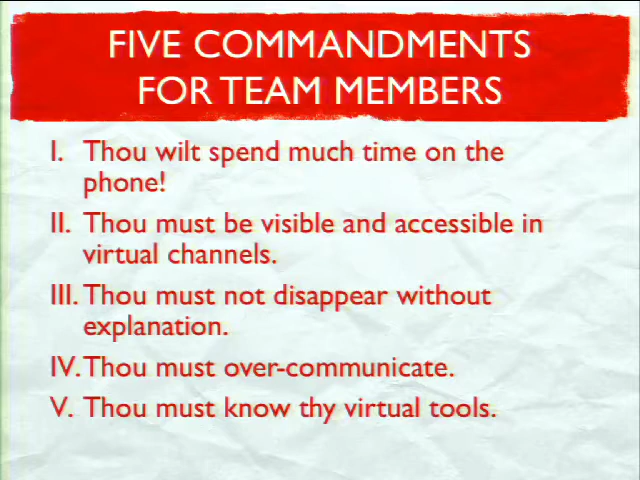 FIVE COMMANDMENTS
FOR TEAM MEMBERS
I. Thou wilt spend much time on the
phone!
II. Thou must be visible and accessible in
virtual channels.
III. Thou must not disappear without
explanation.
IV. Thou must over-communicate.
V. Thou must know thy virtual tools.